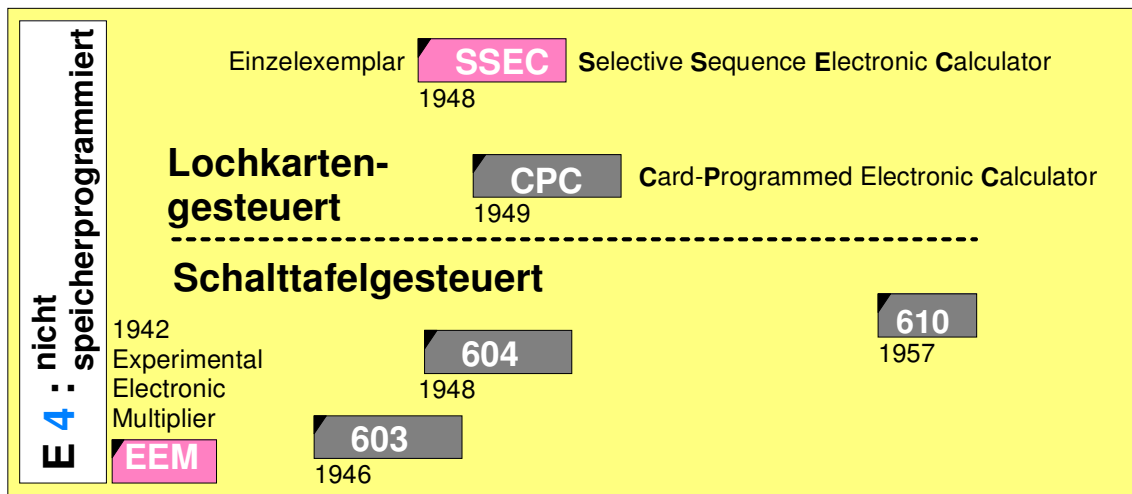 E 4 : nicht
speicherprogrammiert
Einzelexemplar SSEC Selective Sequence Electronic Calculator
1948
Lochkarten-
gesteuert
CPC Card-Programmed Electronic Calculator
1949
Schalttafelgesteuert
610
1957
604
1948
1942
Experimental
Electronic
Multiplier
EEM
603
1946